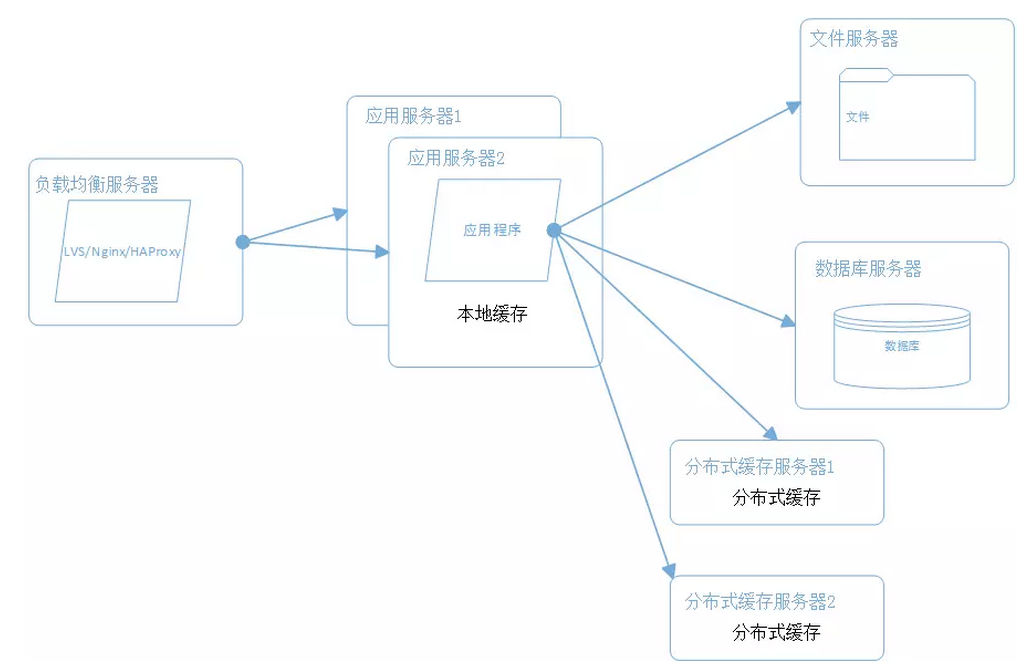 负载均衡服务器
LVS/Nginx/HAProxy
应用服务器1
应用服务器2
应用程序
本地缓存
文件服务器
文件
数据库服务器
数据库
分布式缓存服务器1
分布式缓存
分布式缓存服务器2
分布式缓存